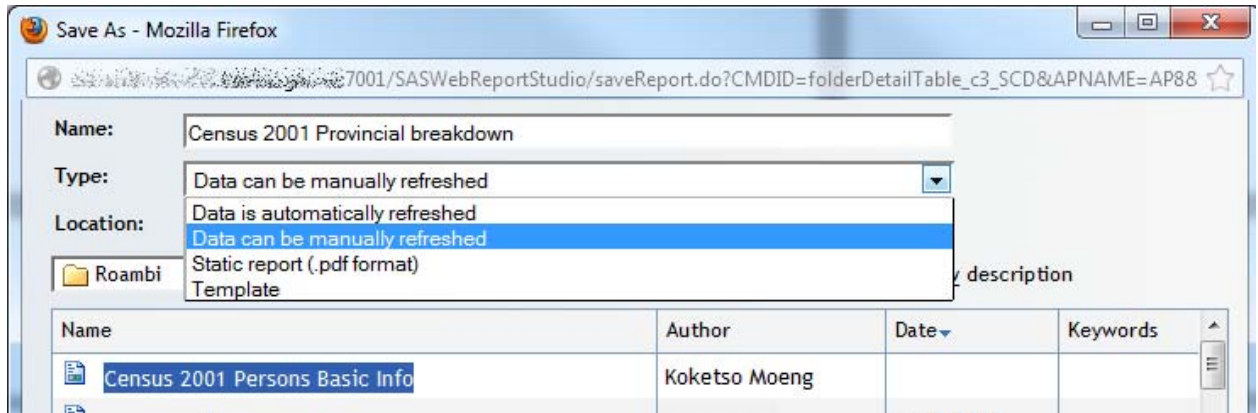 Save As - Mozilla Firefox
7001/SASWebReportStudio/saveReport.do?CMDID=folderDetailTable_c3_SCD&APNAME=AP88
Name: Census 2001 Provincial breakdown
Type: Data can be manually refreshed
Data is automatically refreshed
Location: Data can be manually refreshed
Static report (.pdf format)
Roambi y description
Template
Name Author Date Keywords
Census 2001 Persons Basic Info Koketso Moeng